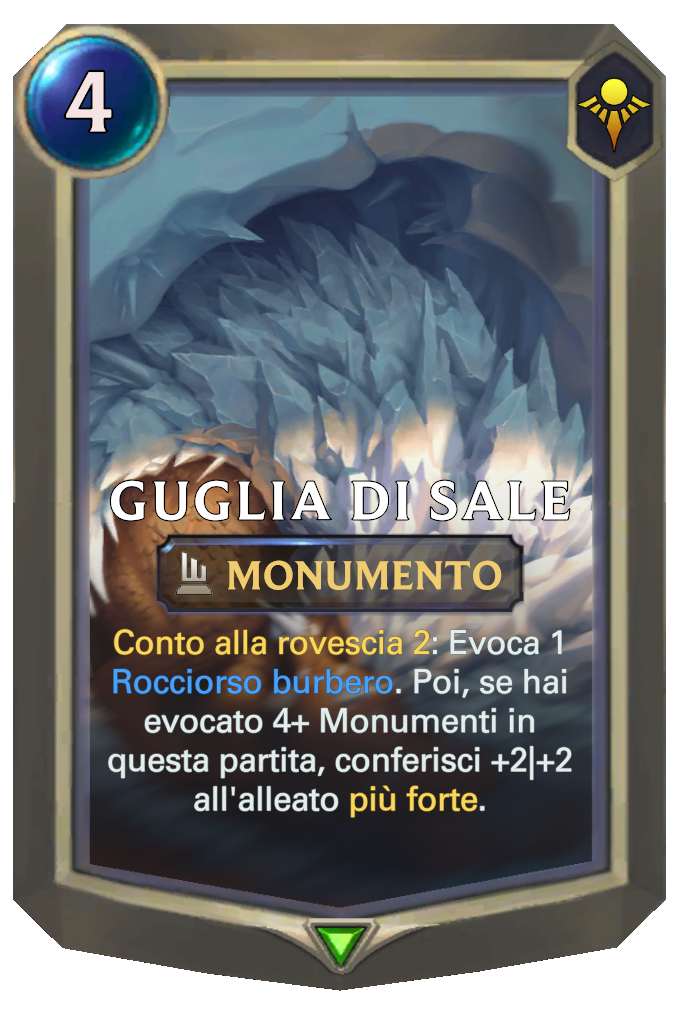 4
GUGLIA DI SALE
MONUMENTO
Conto alla rovescia 2: Evoca 1
Rocciorso burbero. Poi, se hai
evocato 4+ Monumenti in
questa partita, conferisci +2|+2
all'alleato più forte.